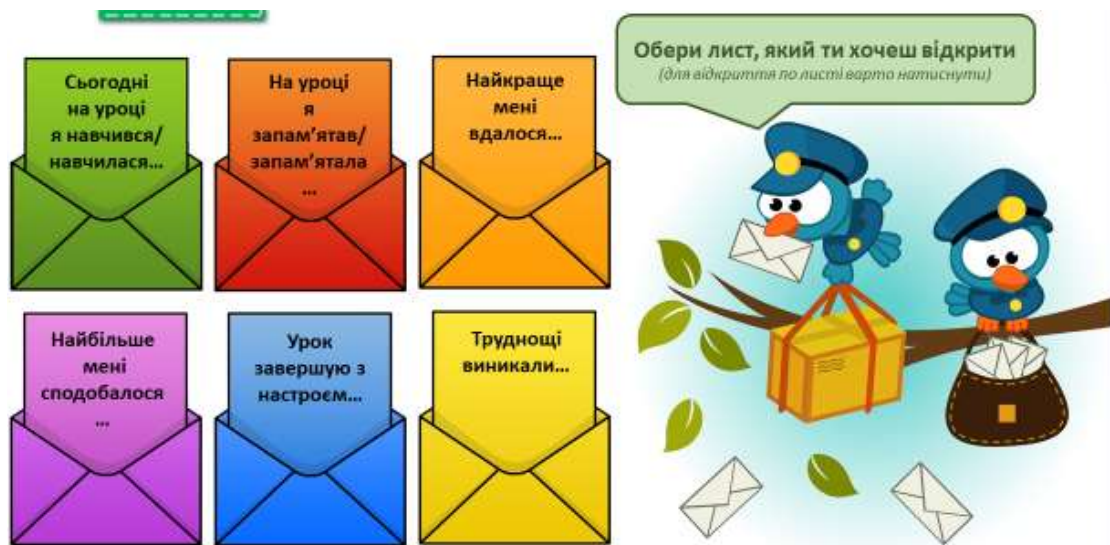 Сьогодні
на уроці
я навчився/
навчилася…
На уроці
я
запам’ятав/
запам’ятала
…
Найкраще
мені
вдалося…
Обери лист, який ти хочеш відкрити
(для відкриття по листі варто натиснути)
Найбільше
мені
сподобалося
…
Урок
завершую з
настроєм…
Труднощі
виникали…